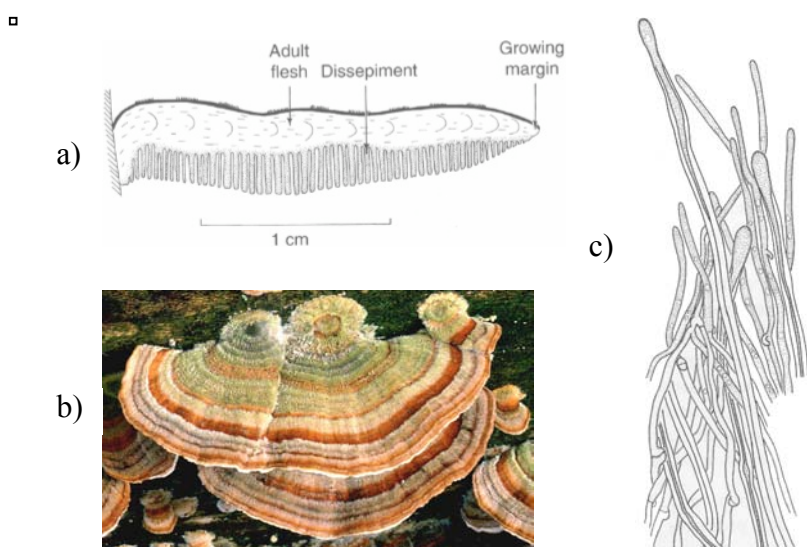 Adult
flesh
Dissepiment
Growing
margin
a)
1 cm
c)
b)